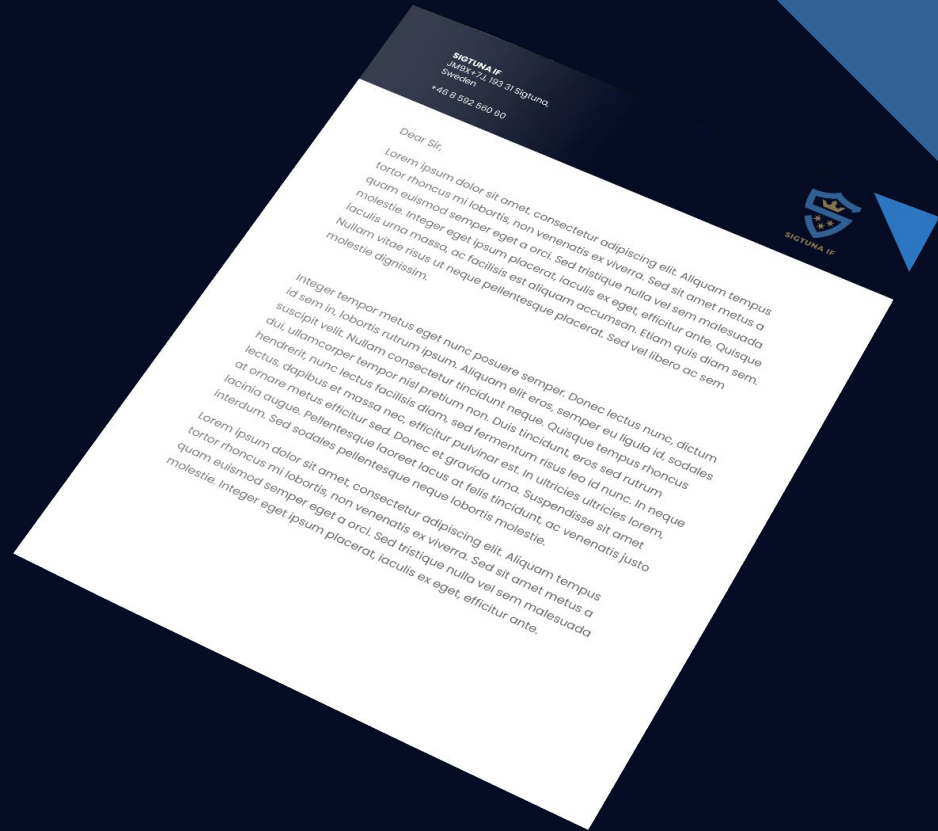 SIGTUNA IF
JM9X+7J, 193 31 Sigtuna,
Sweden
+46 8 592 560 60
SIGTUNA IF
Dear Sir,
Lorem ipsum dolor sit amet, consectetur adipiscing elit. Aliquam tempus
tortor rhoncus mi lobortis, non venenatis ex viverra. Sed sit amet metus a
quam euismod semper eget a orci. Sed tristique nulla vel sem malesuada
molestie. Integer eget ipsum placerat, iaculis ex eget, efficitur ante. Quisque
iaculis urna massa, ac facilisis est aliquam accumsan. Etiam quis diam sem.
Nullam vitae risus ut neque pellentesque placerat. Sed vel libero ac sem
molestie dignissim.
Integer tempor metus eget nunc posuere semper. Donec lectus nunc, dictum
id sem in, lobortis rutrum ipsum. Aliquam elit eros, semper eu ligula id, sodales
suscipit velit. Nullam consectetur tincidunt neque. Quisque tempus rhoncus
dui, ullamcorper tempor nisl pretium non. Duis tincidunt, eros sed rutrum
hendrerit, nunc lectus facilisis diam, sed fermentum risus leo id nunc. In neque
lectus, dapibus et massa nec, efficitur pulvinar est. In ultricies ultricies lorem,
at ornare metus efficitur sed. Donec et gravida urna. Suspendisse sit amet
lacinia augue. Pellentesque laoreet lacus at felis tincidunt, ac venenatis justo
interdum. Sed sodales pellentesque neque lobortis molestie.
Lorem ipsum dolor sit amet, consectetur adipiscing elit. Aliquam tempus
tortor rhoncus mi lobortis, non venenatis ex viverra. Sed sit amet metus a
quam euismod semper eget a orci. Sed tristique nulla vel sem malesuada
molestie. Integer eget ipsum placerat, iaculis ex eget, efficitur ante.